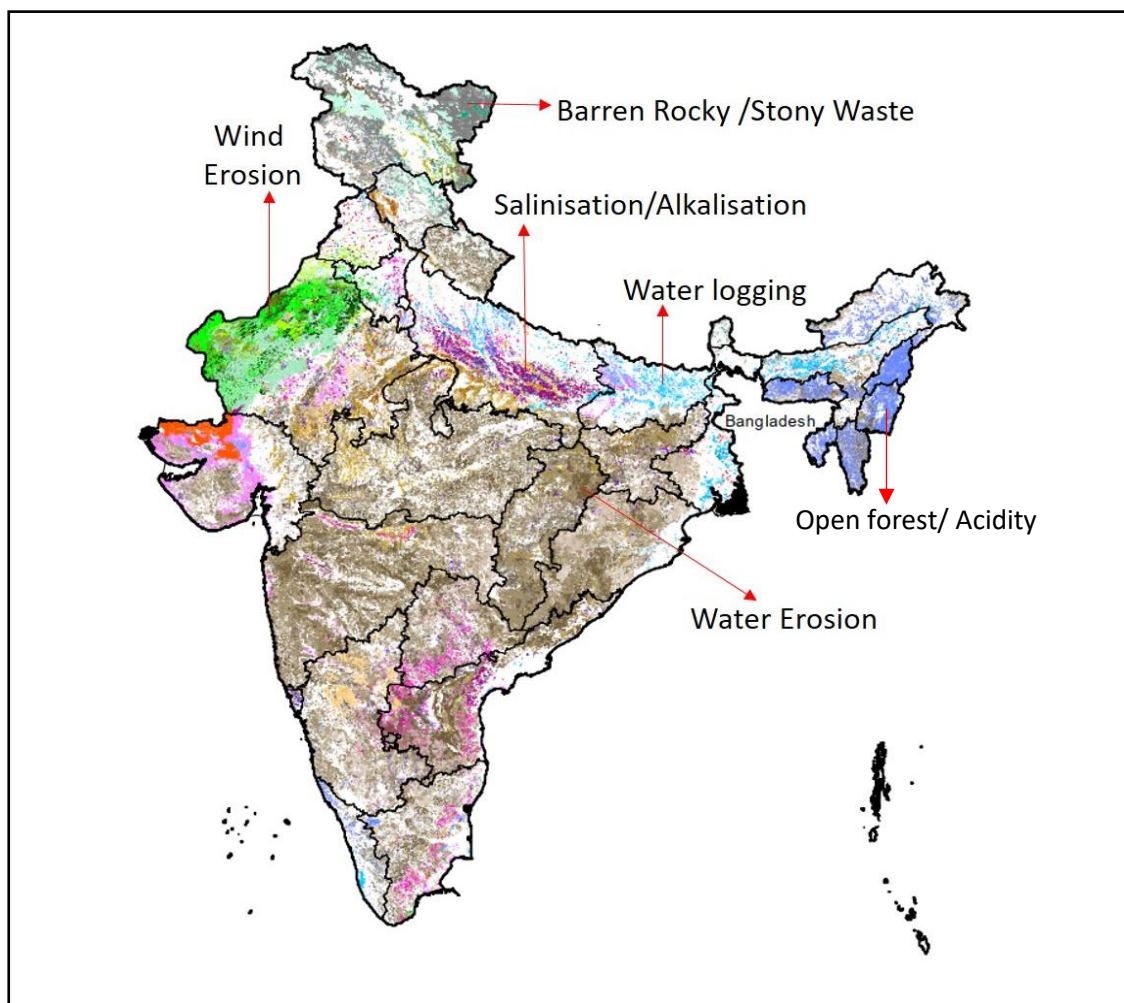 Barren Rocky /Stony Waste
Wind
Erosion
Salinisation/Alkalisation
Water logging
Bangladesh
Open forest/ Acidity
Water Erosion